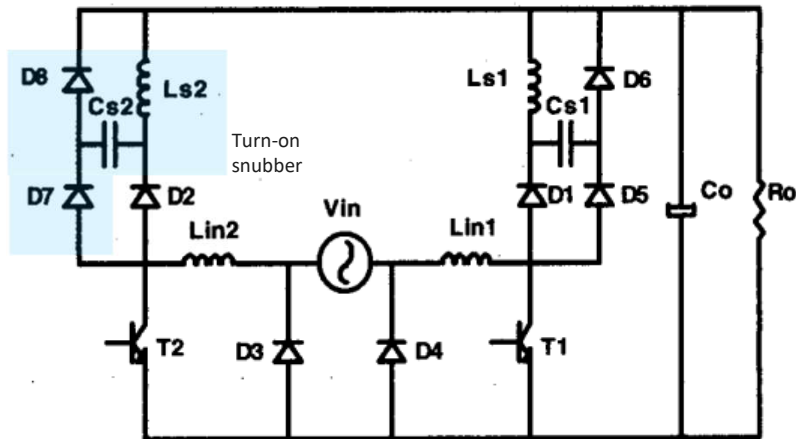 D8
Ls2
Cs2
Turn-on
snubber
D7
D2
Lin2
Vin
Lin1
Ls1
D6
Cs1
D1
D5
Co
Ro
T2
D3
D4
T1